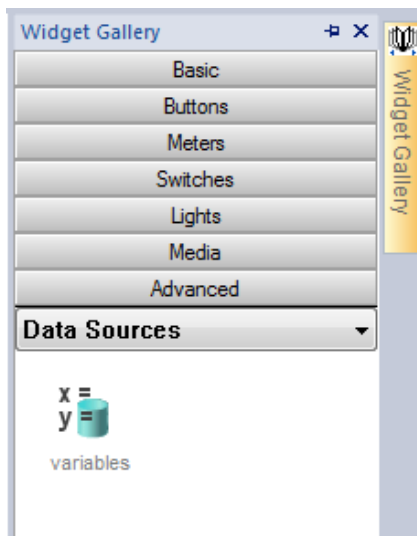 Widget Gallery
Basic
Buttons
Meters
Switches
Lights
Media
Advanced
Data Sources
x =
y =
variables
Widget Gallery